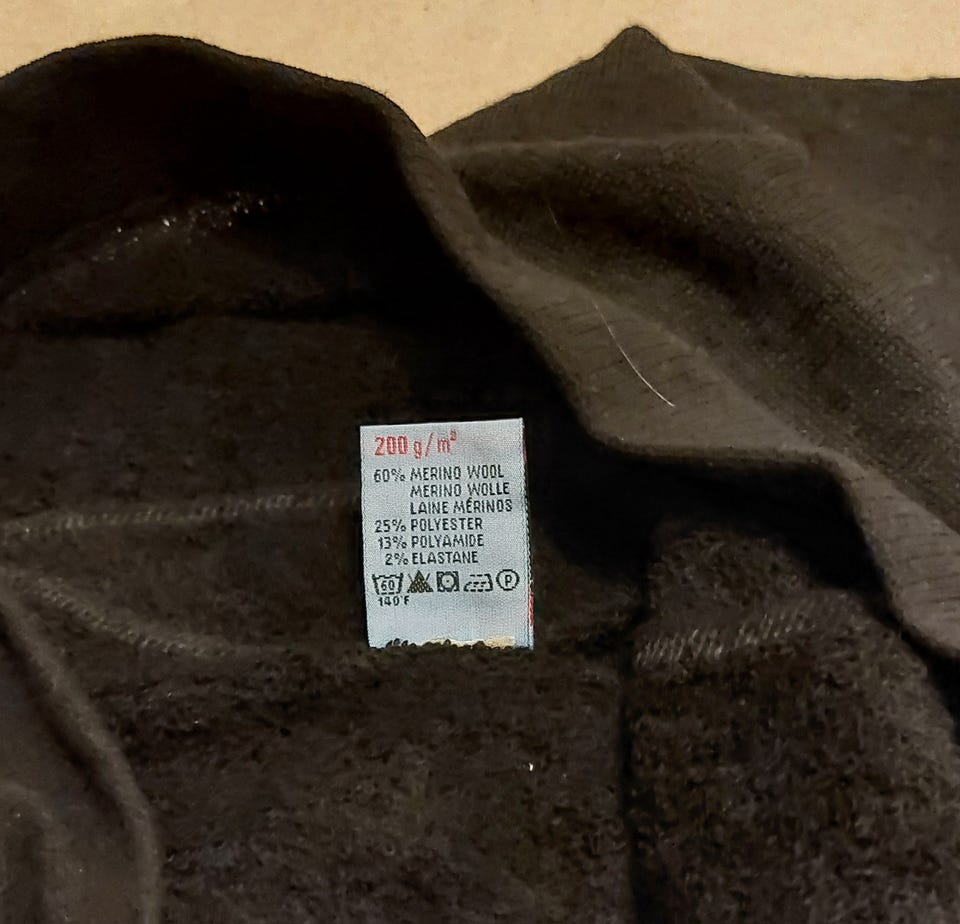 200 g/m²
60% MERINO WOOL
MERINO WOLLE
LAINE MÉRINOS
25% POLYESTER
13% POLYAMIDE
2% ELASTANE
60 P
140°F